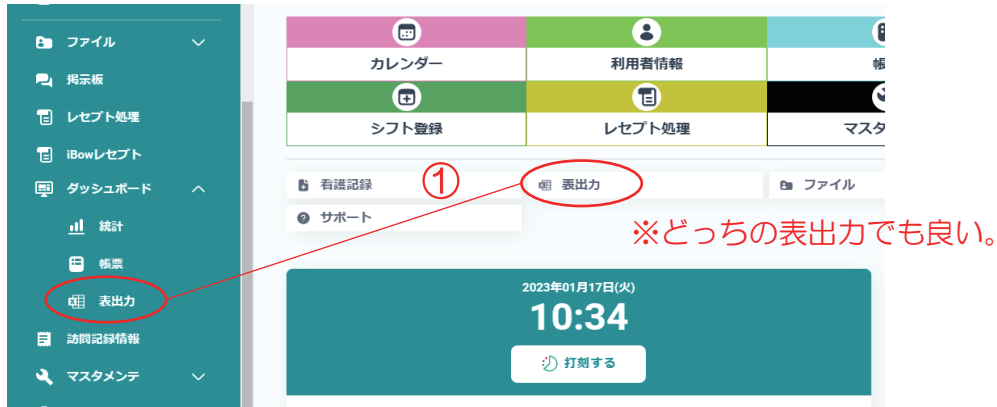 ファイル
掲示板
レセプト処理
iBowレセプト
ダッシュボード
統計
帳票
表出力
訪問記録情報
マスタメンテ
カレンダー
利用者情報
帳
シフト登録
レセプト処理
マスタ
①
看護記録
表出力
ファイル
サポート
※どっちの表出力でも良い。
2023年01月17日(火)
10:34
打刻する